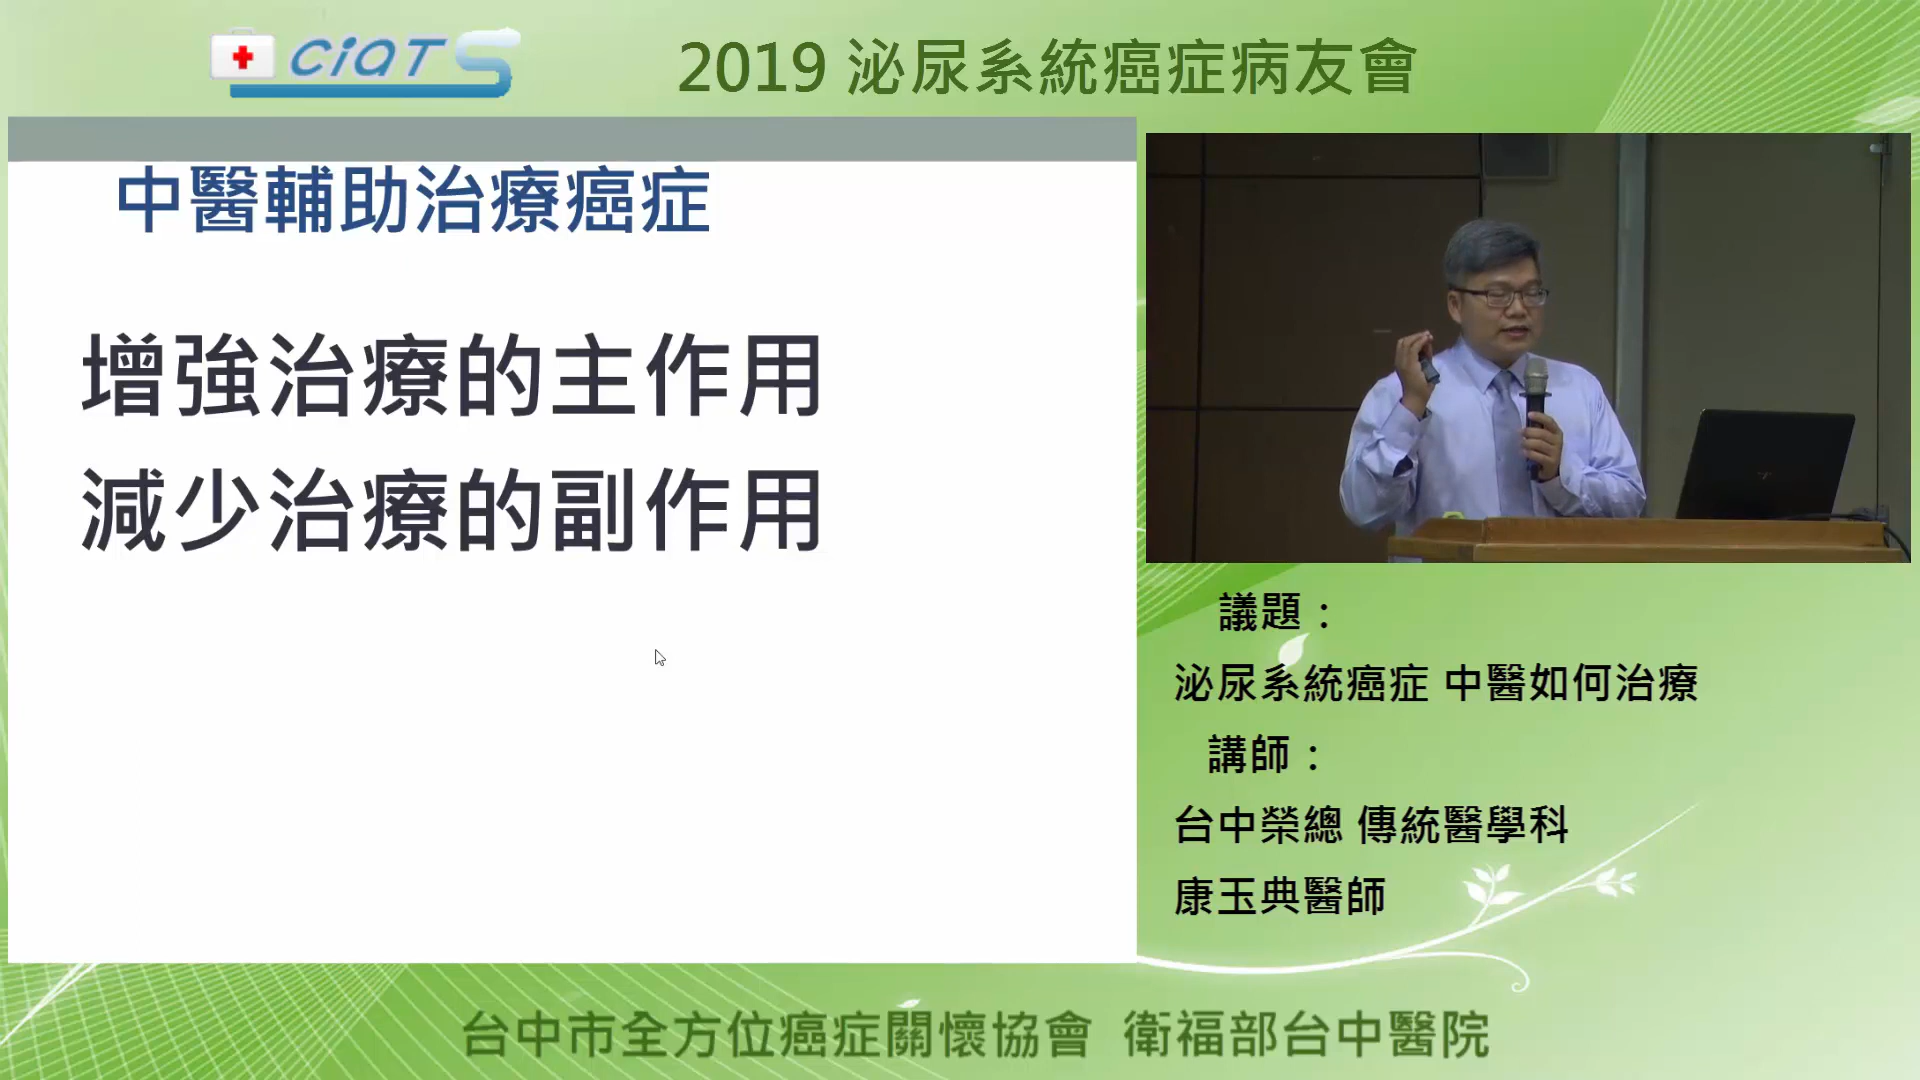 CiATS
2019 泌尿系統癌症病友會
中醫輔助治療癌症
增強治療的主作用
減少治療的副作用
議題：
泌尿系統癌症 中醫如何治療
講師：
台中榮總 傳統醫學科
康玉典醫師
台中市全方位癌症關懷協會 衛福部台中醫院